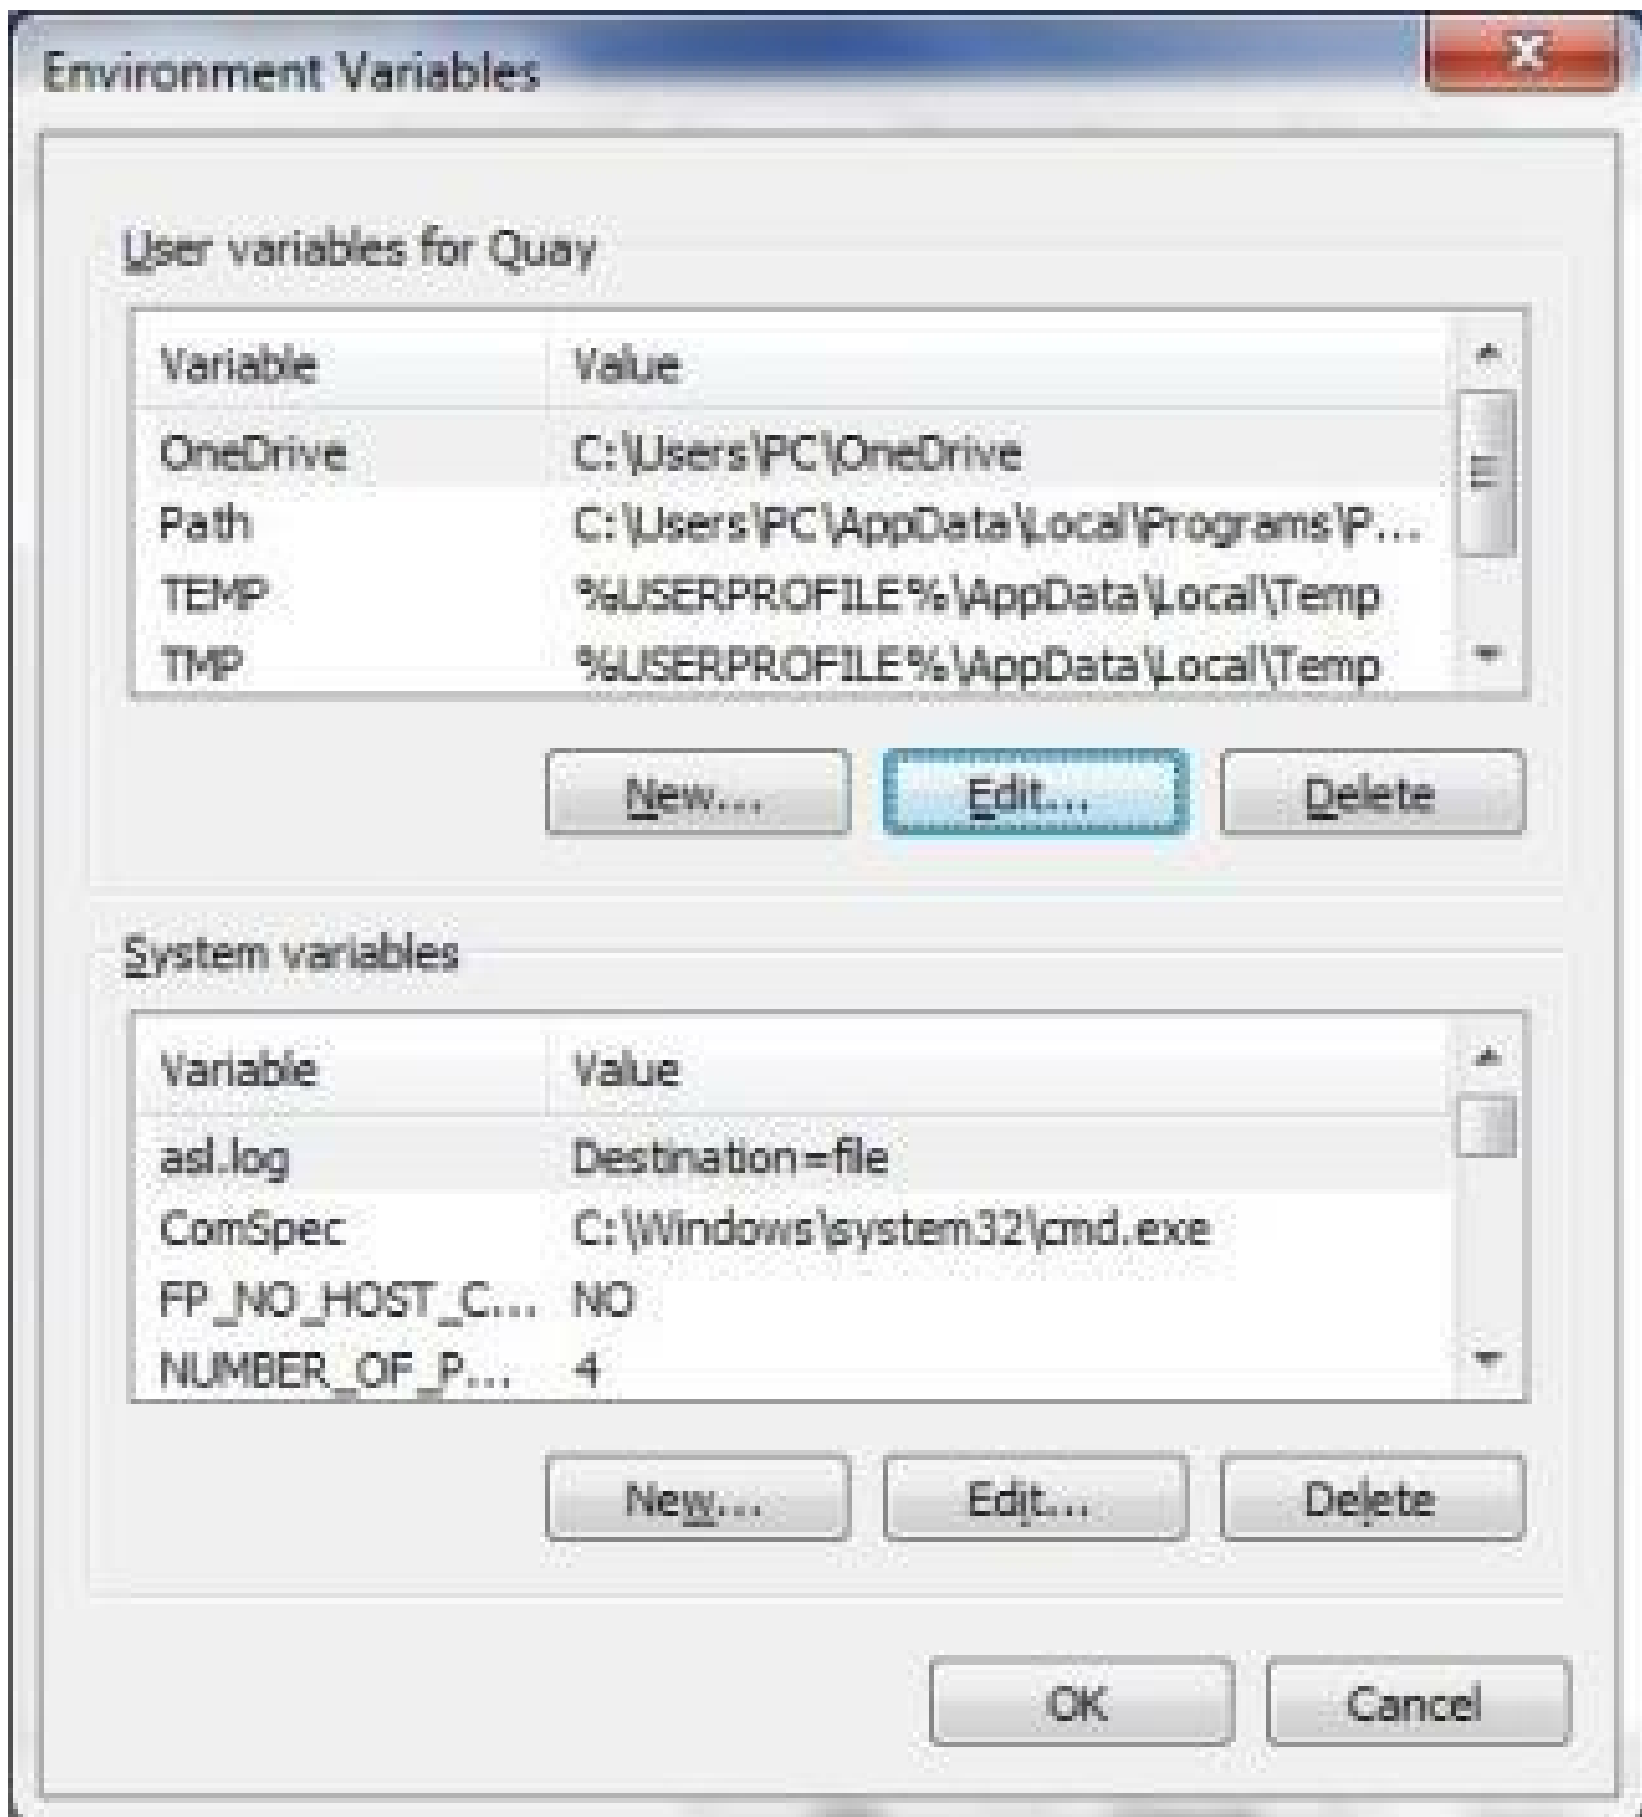 Environment Variables
User variables for Quay
Variable Value
OneDrive C:\Users\PC\OneDrive
Path C:\Users\PC\AppData\Local\Programs\P...
TEMP %USERPROFILE%\AppData\Local\Temp
TMP %USERPROFILE%\AppData\Local\Temp
New... Edit... Delete
System variables
Variable Value
asl.log Destination=file
ComSpec C:\Windows\system32\cmd.exe
FP_NO_HOST_C... NO
NUMBER_OF_P... 4
New... Edit... Delete
OK Cancel